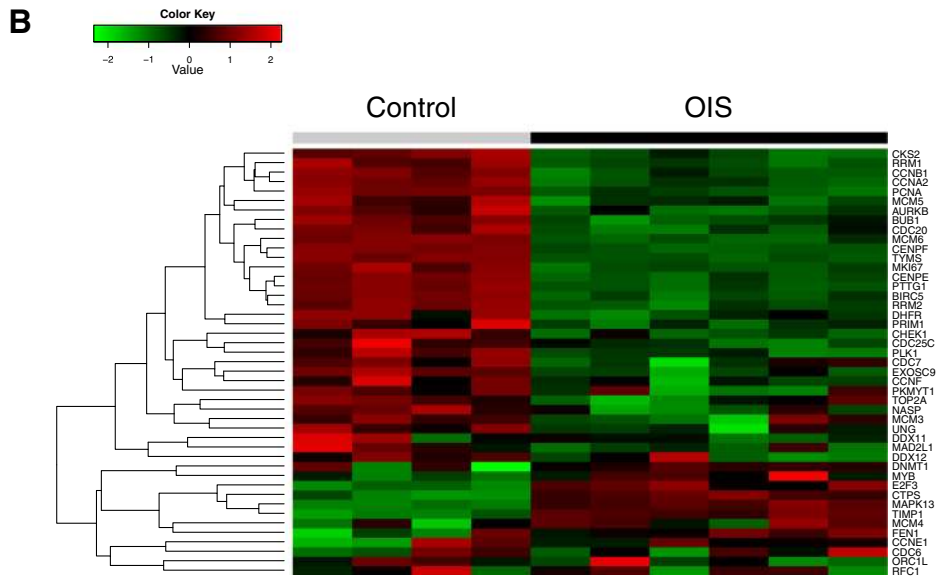 B
Color Key
−2 −1 0 1 2
Value
Control OIS
CKS2
RRM1
CCNB1
CCNA2
PCNA
MCM5
AURKB
BUB1
CDC20
MCM6
CENPF
TYMS
MKI67
CENPE
PTTG1
BIRC5
RRM2
DHFR
PRIM1
CHEK1
CDC25C
PLK1
CDC7
EXOSC9
CCNF
PKMYT1
TOP2A
NASP
MCM3
UNG
DDX11
MAD2L1
DDX12
DNMT1
MYB
E2F3
CTPS
MAPK13
TIMP1
MCM4
FEN1
CCNE1
CDC6
ORC1L
RFC1